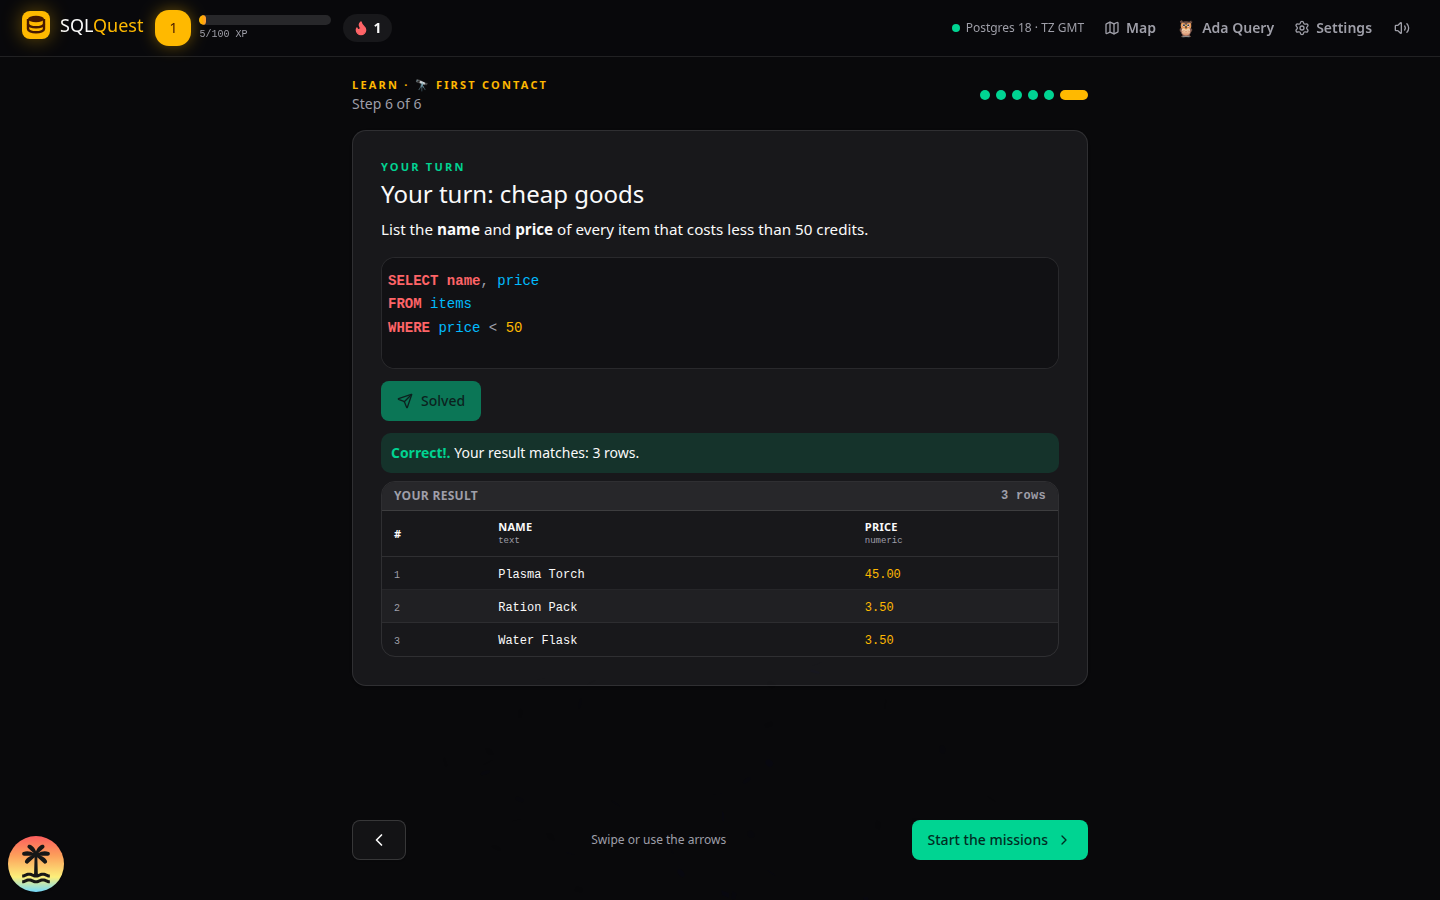 SQLQuest
1
5/100 XP
1
Postgres 18 · TZ GMT
Map
Ada Query
Settings
LEARN · FIRST CONTACT
Step 6 of 6
YOUR TURN
Your turn: cheap goods
List the name and price of every item that costs less than 50 credits.
SELECT name, price
FROM items
WHERE price < 50
Solved
Correct!. Your result matches: 3 rows.
YOUR RESULT
3 rows
# NAME PRICE
text numeric
1 Plasma Torch 45.00
2 Ration Pack 3.50
3 Water Flask 3.50
Swipe or use the arrows
Start the missions